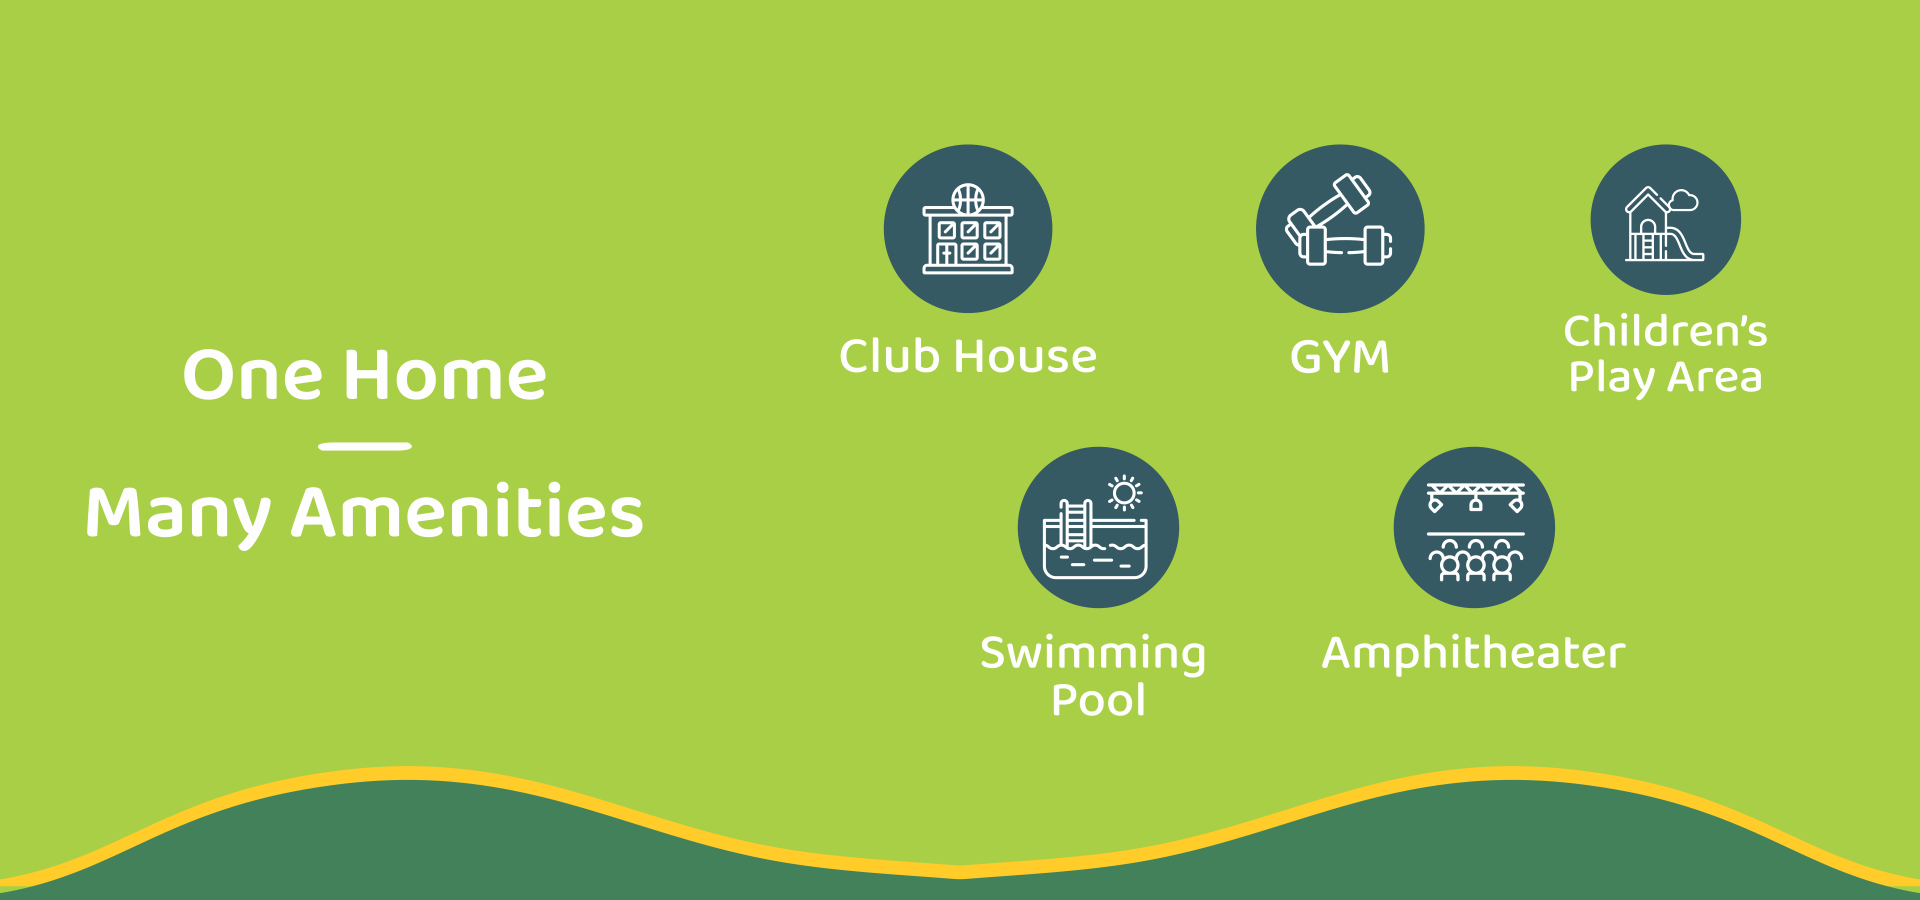 One Home
Many Amenities
Club House
GYM
Children's
Play Area
Swimming
Pool
Amphitheater